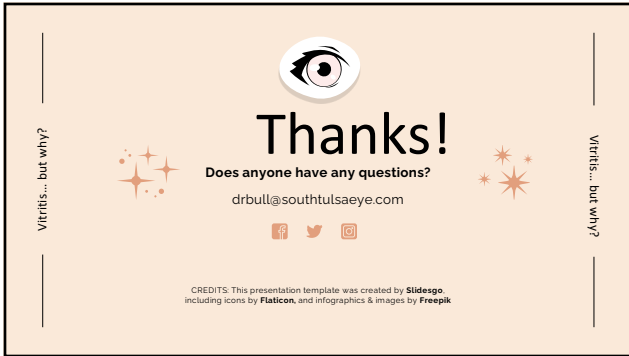 Vitritis... but why?
Thanks!
Does anyone have any questions?
drbull@southtulsaeye.com
CREDITS: This presentation template was created by Slidesgo,
including icons by Flaticon, and infographics & images by Freepik
Vitritis... but why?